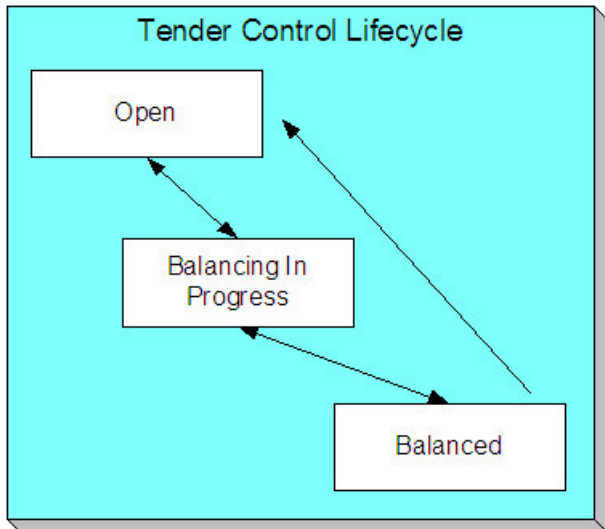 Tender Control Lifecycle
Open
Balancing In
Progress
Balanced